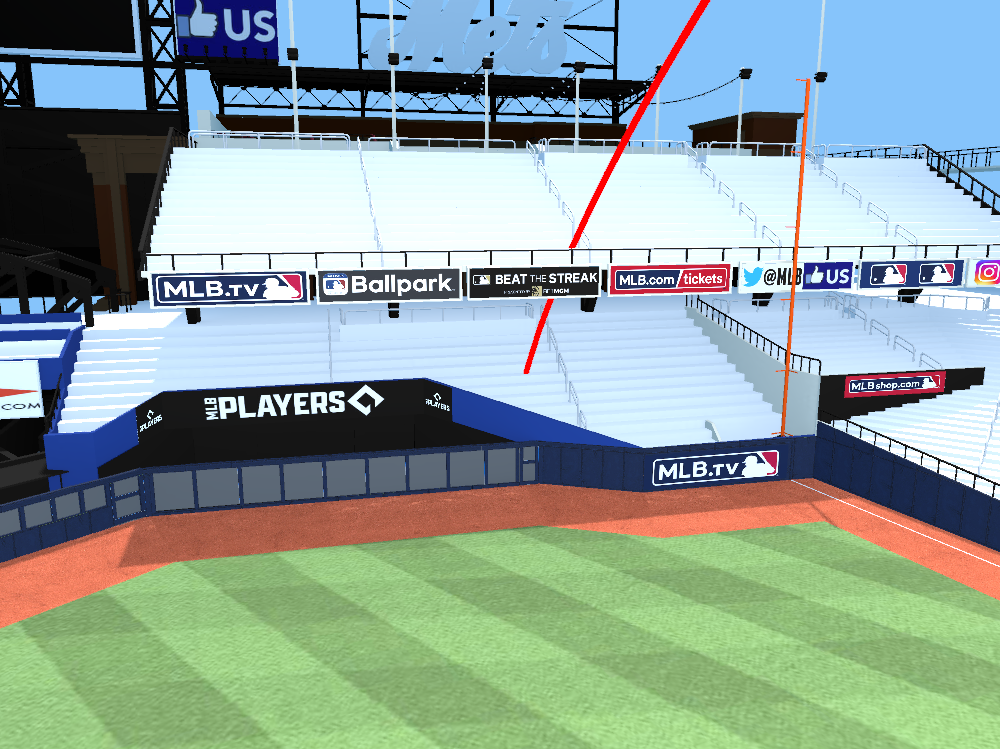 US
Mets
MLB.TV
Ballpark
BEAT THE STREAK
MLB.com/tickets
@MLB
US
MLBshop.com
.COM
MLB PLAYERS
PLAYERS
PLAYERS
MLB.TV